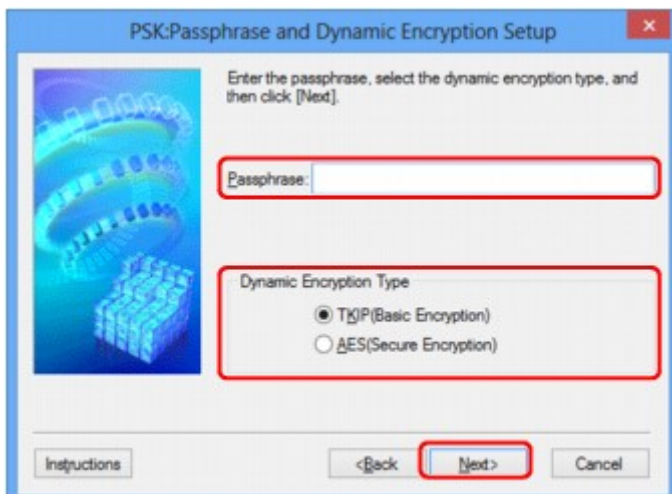 PSK:Passphrase and Dynamic Encryption Setup
Enter the passphrase, select the dynamic encryption type, and
then click [Next].
Passphrase:
Dynamic Encryption Type
TKIP(Basic Encryption)
AES(Secure Encryption)
Instructions
<Back
Next>
Cancel